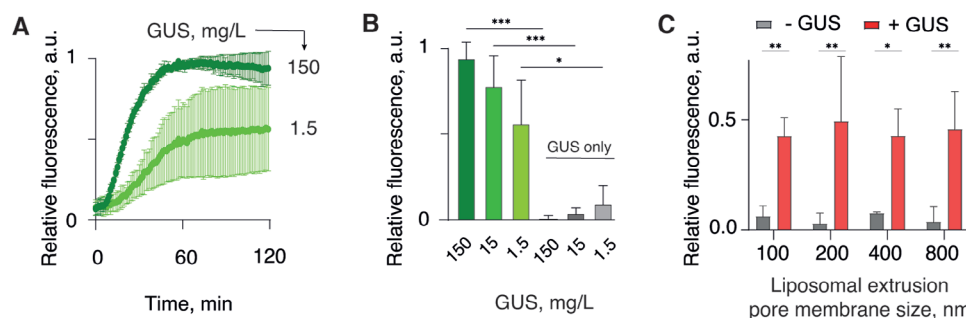 A
GUS, mg/L
Relative fluorescence, a.u.
1
0
150
1.5
0 60 120
Time, min
B
Relative fluorescence, a.u.
1
0
***
***
*
GUS only
150 15 1.5 150 15 1.5
GUS, mg/L
C
- GUS + GUS
Relative fluorescence, a.u.
0.5
0.0
** ** * **
100 200 400 800
Liposomal extrusion
pore membrane size, nm